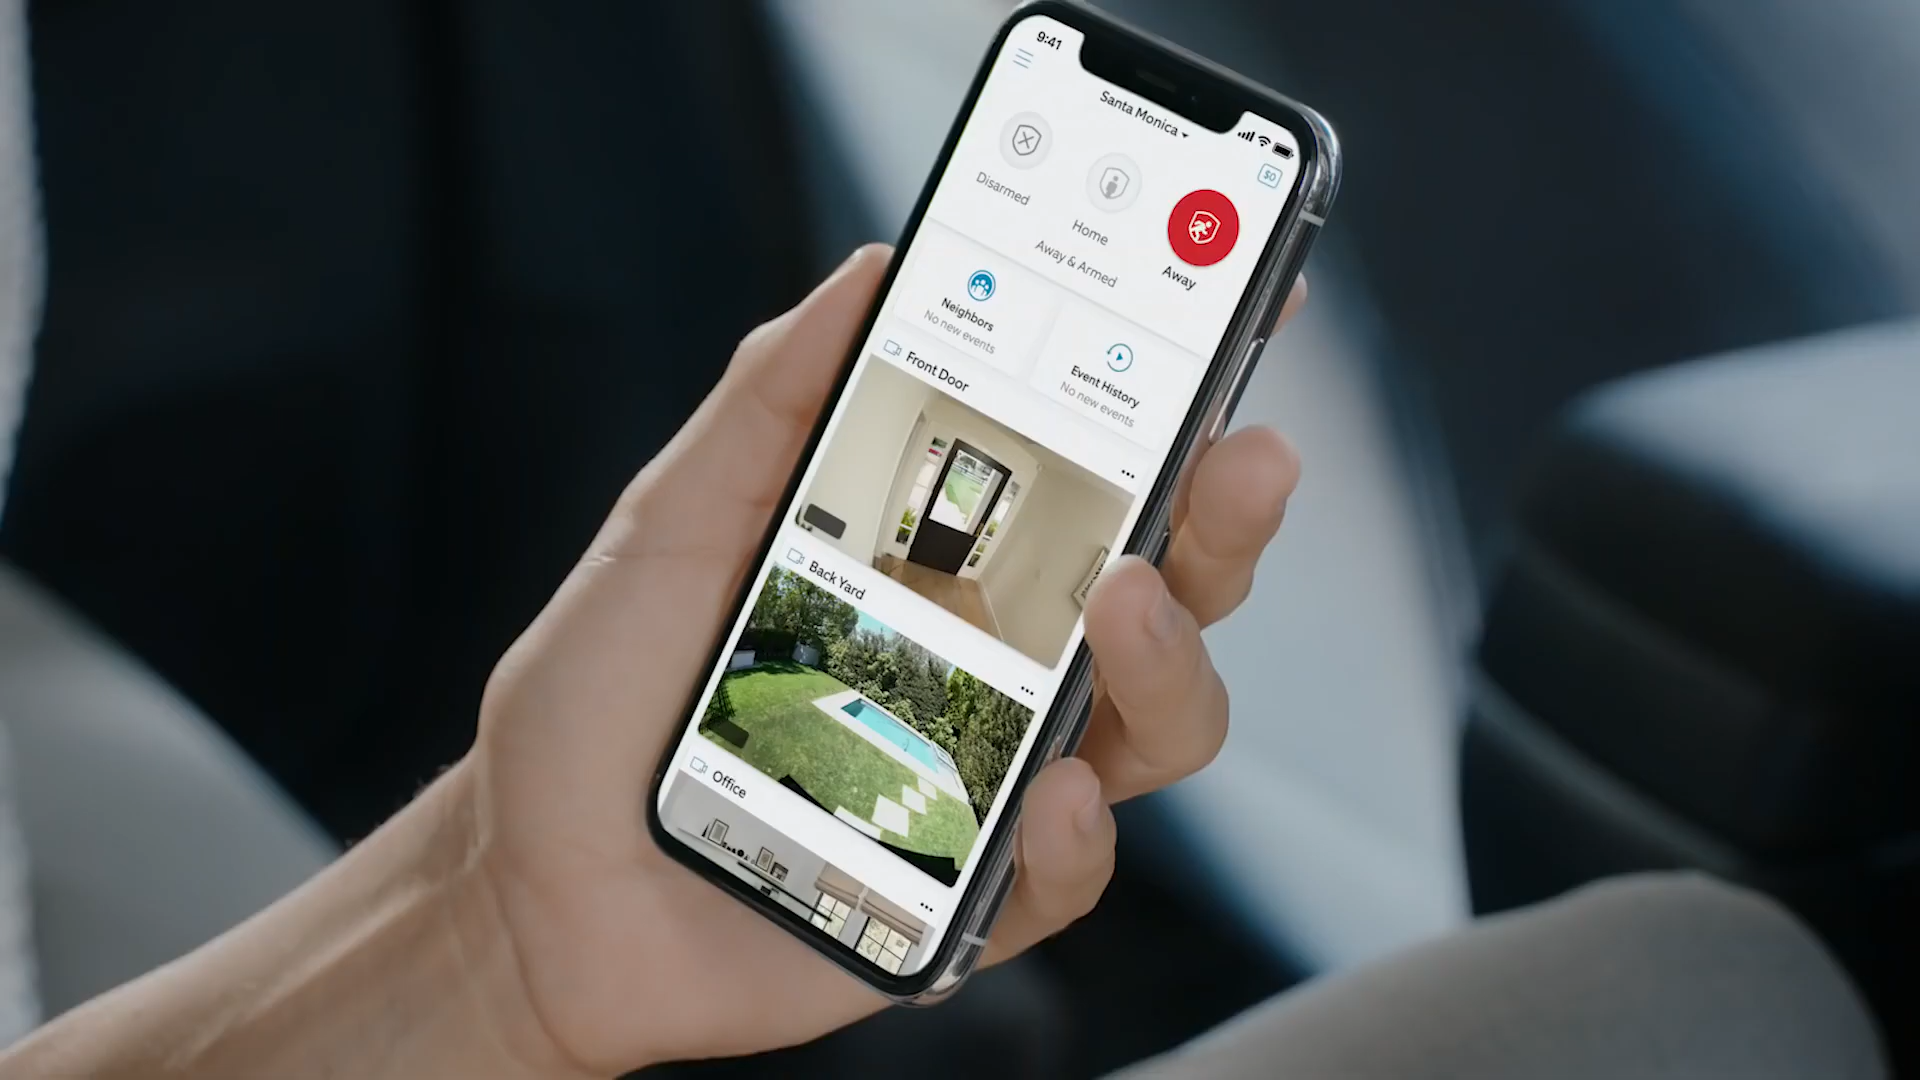 9:41
Santa Monica
$0
Disarmed
Home
Away
Away & Armed
Neighbors
No new events
Event History
No new events
Front Door
Back Yard
Office